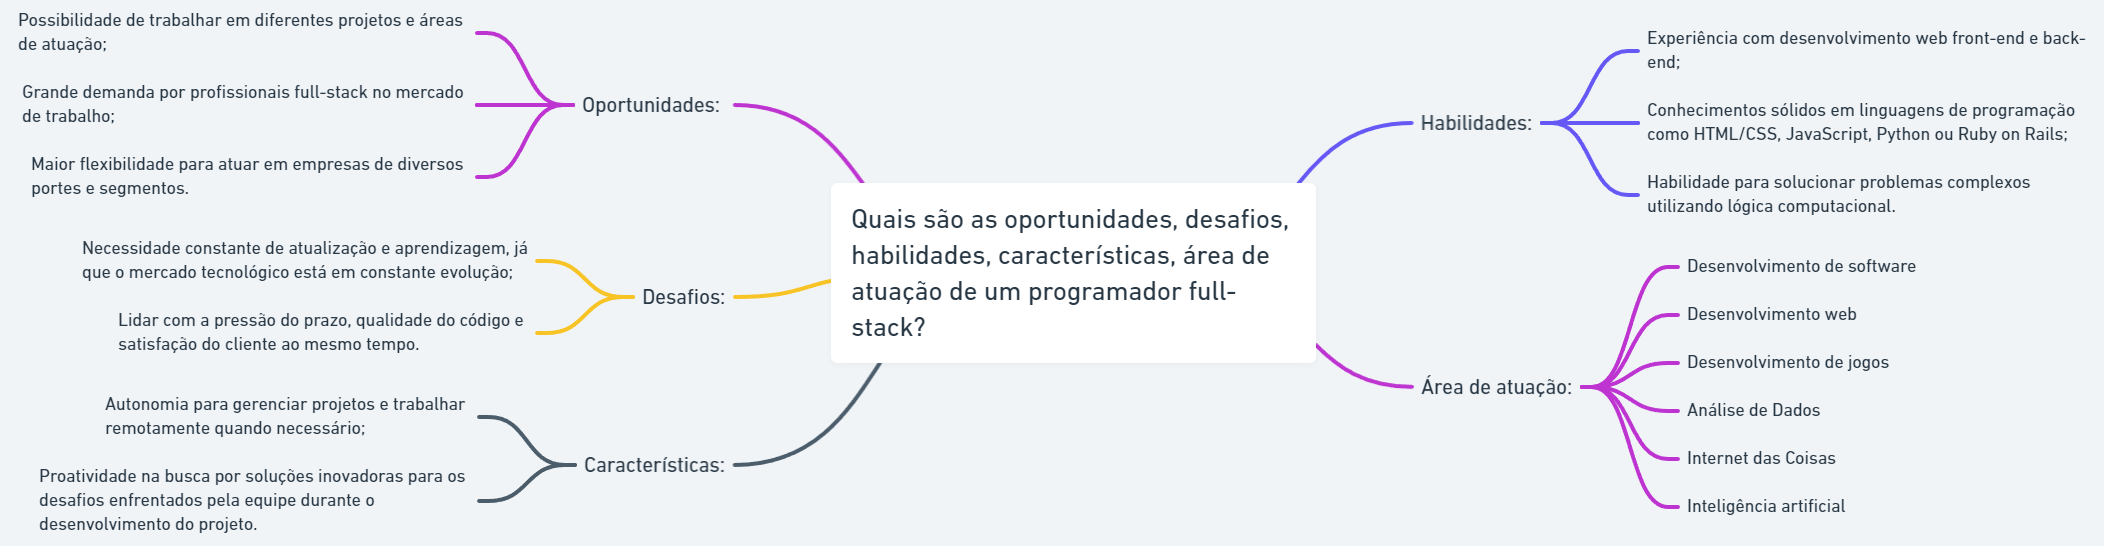 Quais são as oportunidades, desafios,
habilidades, características, área de
atuação de um programador full-
stack?
Oportunidades:
Possibilidade de trabalhar em diferentes projetos e áreas
de atuação;
Grande demanda por profissionais full-stack no mercado
de trabalho;
Maior flexibilidade para atuar em empresas de diversos
portes e segmentos.
Desafios:
Necessidade constante de atualização e aprendizagem, já
que o mercado tecnológico está em constante evolução;
Lidar com a pressão do prazo, qualidade do código e
satisfação do cliente ao mesmo tempo.
Características:
Autonomia para gerenciar projetos e trabalhar
remotamente quando necessário;
Proatividade na busca por soluções inovadoras para os
desafios enfrentados pela equipe durante o
desenvolvimento do projeto.
Habilidades:
Experiência com desenvolvimento web front-end e back-
end;
Conhecimentos sólidos em linguagens de programação
como HTML/CSS, JavaScript, Python ou Ruby on Rails;
Habilidade para solucionar problemas complexos
utilizando lógica computacional.
Área de atuação:
Desenvolvimento de software
Desenvolvimento web
Desenvolvimento de jogos
Análise de Dados
Internet das Coisas
Inteligência artificial